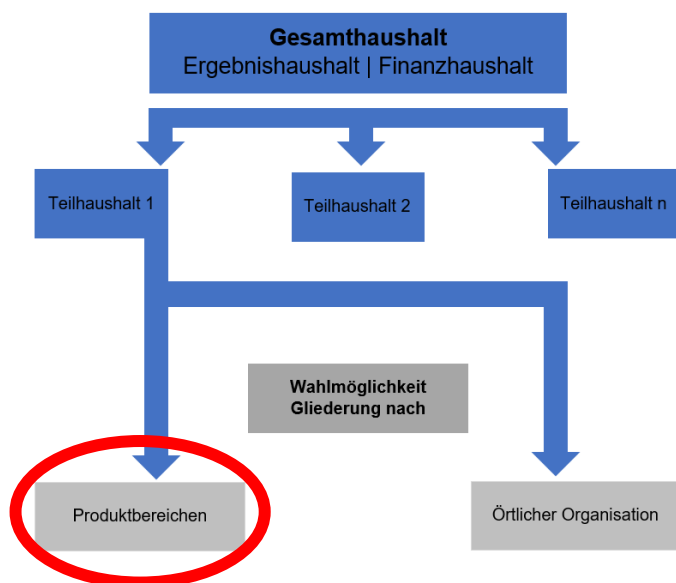 Gesamthaushalt
Ergebnishaushalt | Finanzhaushalt
Teilhaushalt 1
Teilhaushalt 2
Teilhaushalt n
Wahlmöglichkeit
Gliederung nach
Produktbereichen
Örtlicher Organisation